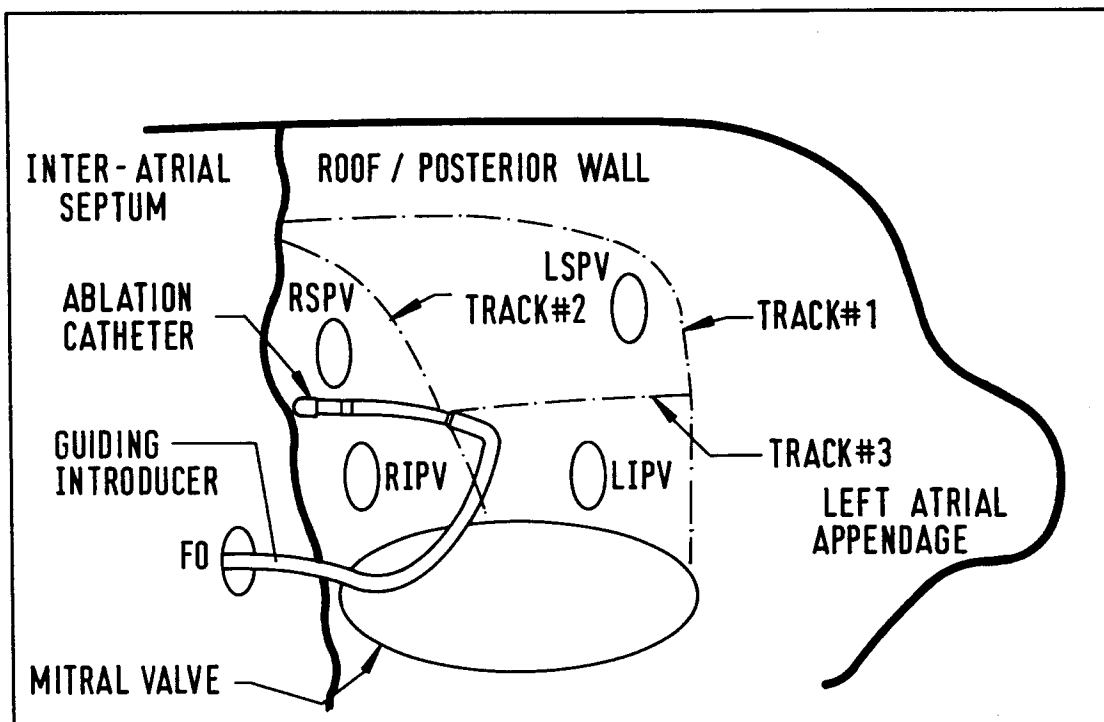 INTER-ATRIAL
SEPTUM
ROOF / POSTERIOR WALL
ABLATION
CATHETER
RSPV
LSPV
TRACK#2
TRACK#1
GUIDING
INTRODUCER
RIPV
LIPV
TRACK#3
LEFT ATRIAL
APPENDAGE
FO
MITRAL VALVE